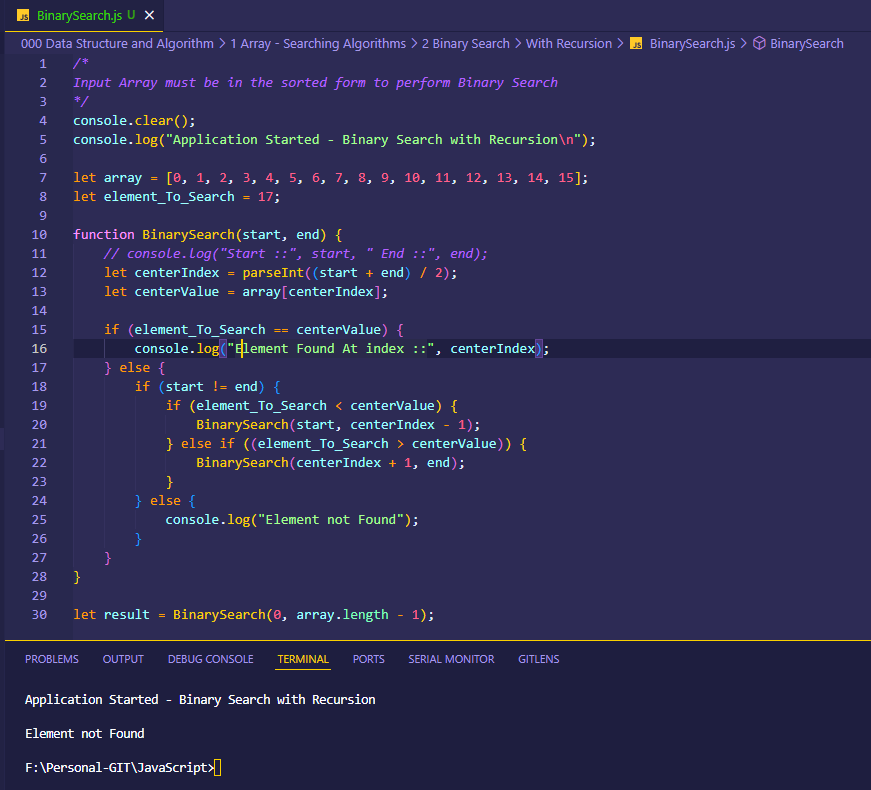 JS BinarySearch.js U ✕
000 Data Structure and Algorithm > 1 Array - Searching Algorithms > 2 Binary Search > With Recursion > JS BinarySearch.js > BinarySearch
1 /*
2 Input Array must be in the sorted form to perform Binary Search
3 */
4 console.clear();
5 console.log("Application Started - Binary Search with Recursion\n");
6
7 let array = [0, 1, 2, 3, 4, 5, 6, 7, 8, 9, 10, 11, 12, 13, 14, 15];
8 let element_To_Search = 17;
9
10 function BinarySearch(start, end) {
11     // console.log("Start ::", start, " End ::", end);
12     let centerIndex = parseInt((start + end) / 2);
13     let centerValue = array[centerIndex];
14
15     if (element_To_Search == centerValue) {
16         console.log("Element Found At index ::", centerIndex);
17     } else {
18         if (start != end) {
19             if (element_To_Search < centerValue) {
20                 BinarySearch(start, centerIndex - 1);
21             } else if ((element_To_Search > centerValue)) {
22                 BinarySearch(centerIndex + 1, end);
23             }
24         } else {
25             console.log("Element not Found");
26         }
27     }
28 }
29
30 let result = BinarySearch(0, array.length - 1);
PROBLEMS OUTPUT DEBUG CONSOLE TERMINAL PORTS SERIAL MONITOR GITLENS
Application Started - Binary Search with Recursion
Element not Found
F:\Personal-GIT\JavaScript>